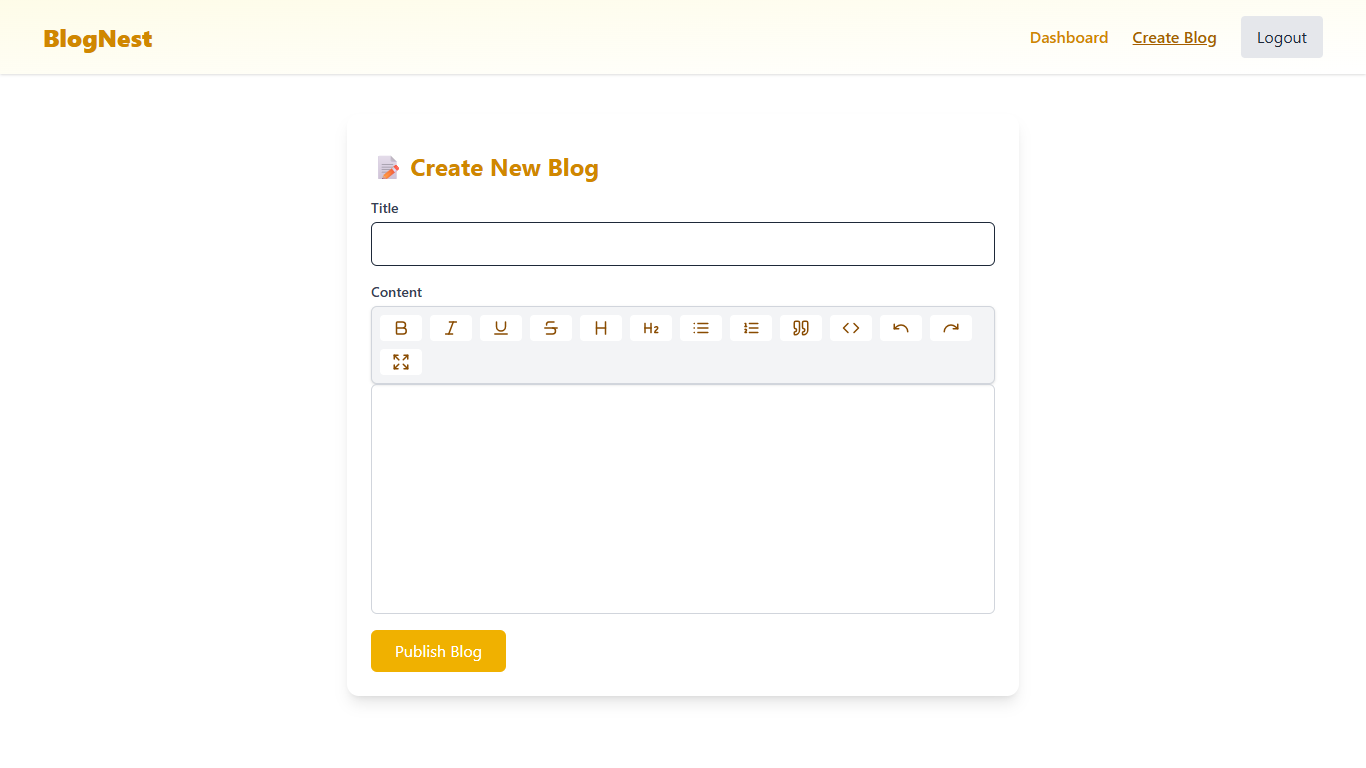 BlogNest
Dashboard Create Blog Logout
📝 Create New Blog
Title
Content
B I U S H H2
Publish Blog